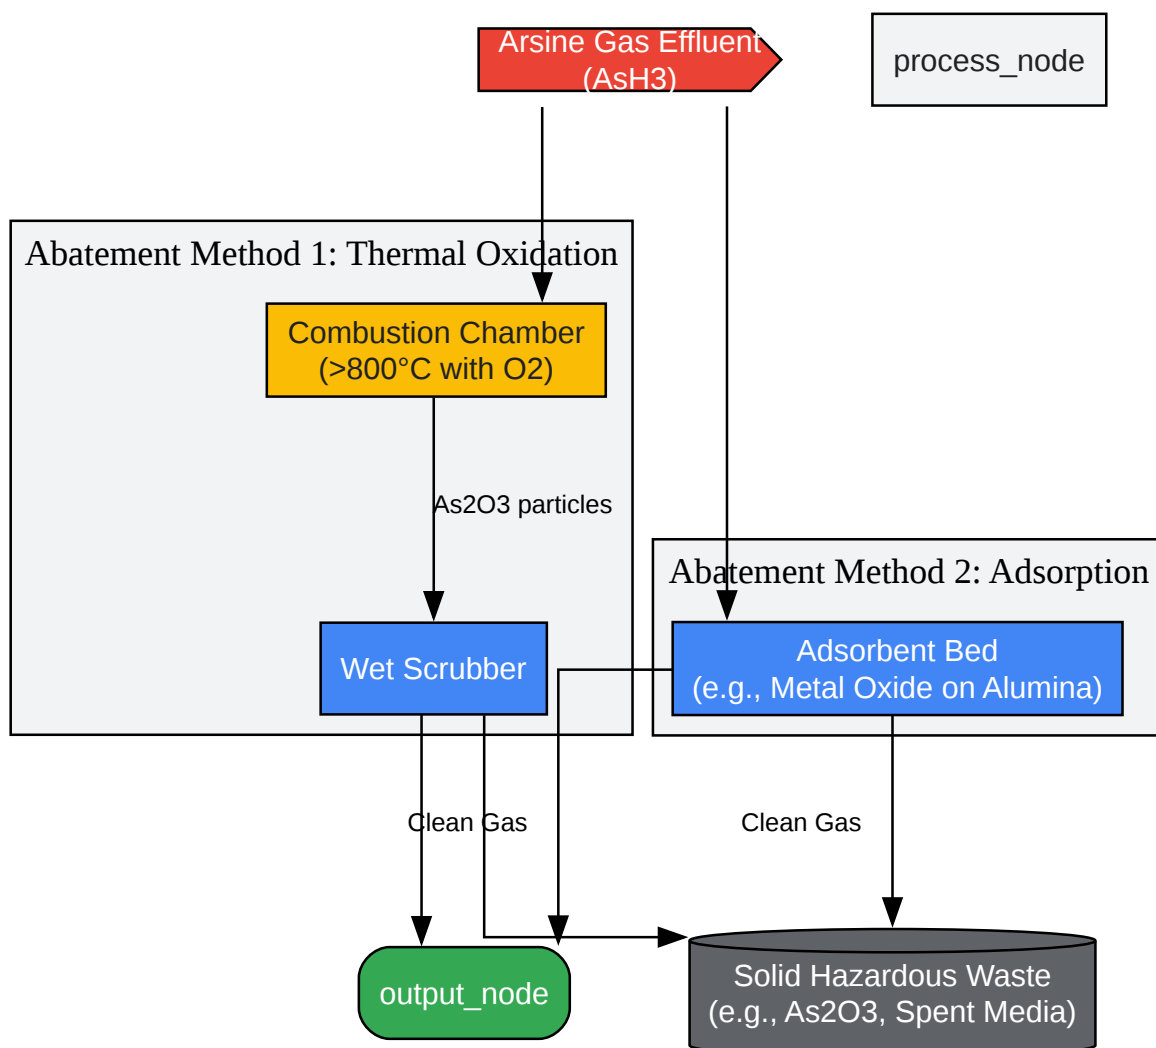 Arsine Gas Effluent
(AsH3)
process_node
Abatement Method 1: Thermal Oxidation
Combustion Chamber
(>800°C with O2)
As2O3 particles
Abatement Method 2: Adsorption
Wet Scrubber
Adsorbent Bed
(e.g., Metal Oxide on Alumina)
Clean Gas
Clean Gas
output_node
Solid Hazardous Waste
(e.g., As2O3, Spent Media)